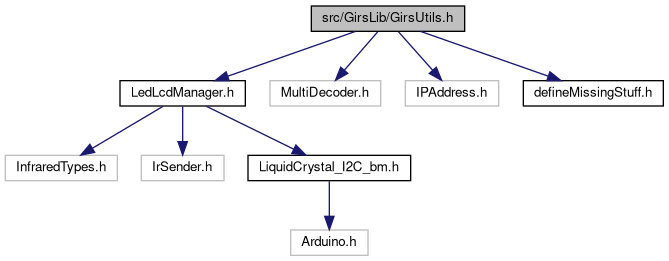 src/GirsLib/GirsUtils.h
LedLcdManager.h
MultiDecoder.h
IPAddress.h
defineMissingStuff.h
InfraredTypes.h
IrSender.h
LiquidCrystal_I2C_bm.h
Arduino.h